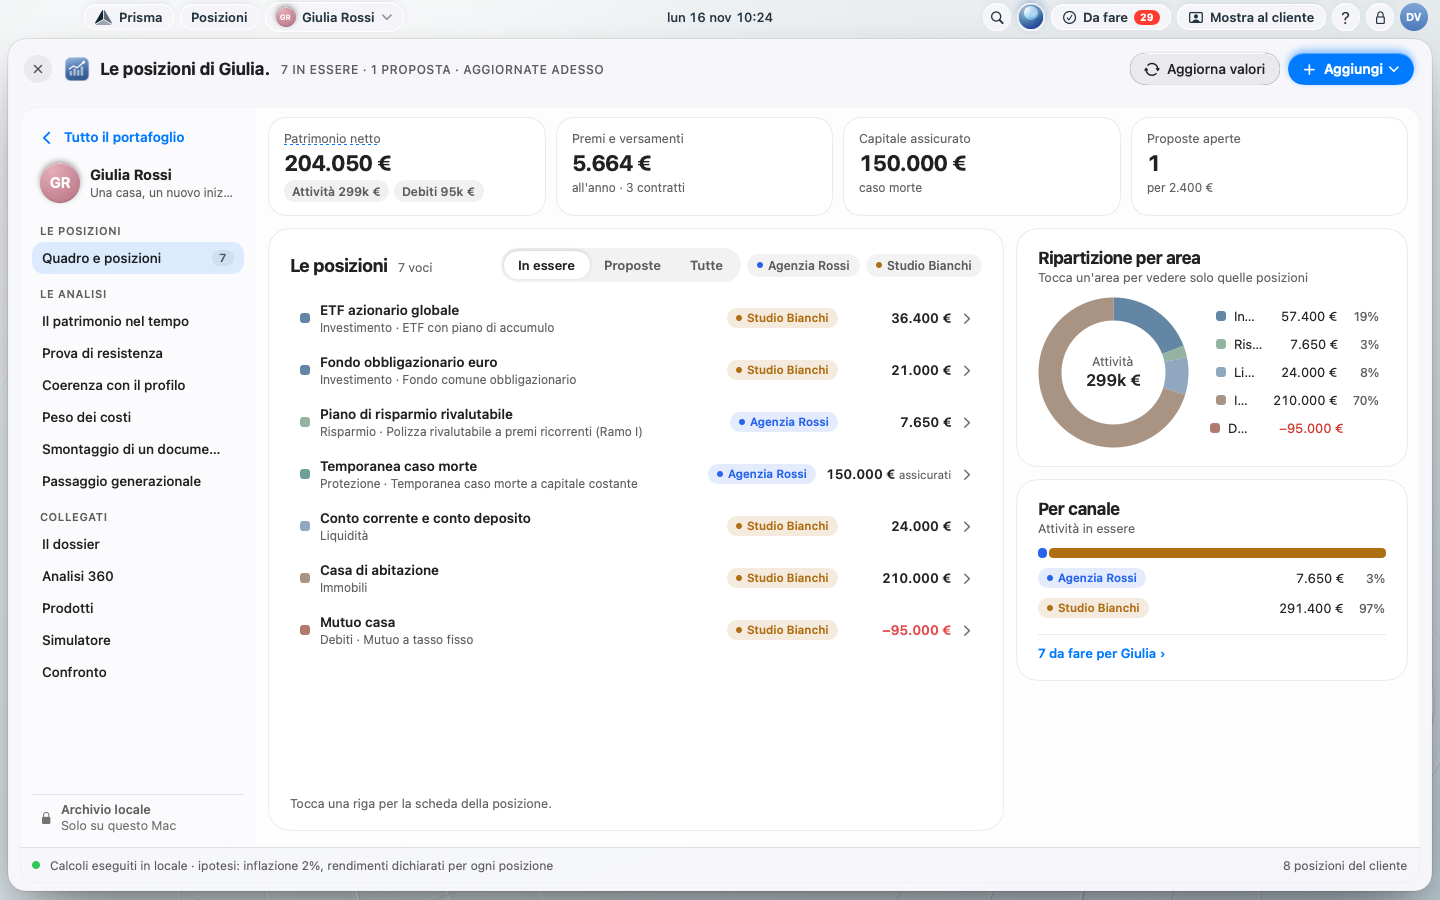 Prisma
Posizioni
GR Giulia Rossi
lun 16 nov 10:24
Da fare 29
Mostra al cliente
?
DV
Le posizioni di Giulia. 7 IN ESSERE · 1 PROPOSTA · AGGIORNATE ADESSO
Aggiorna valori
+ Aggiungi
Tutto il portafoglio
GR
Giulia Rossi
Una casa, un nuovo iniz...
LE POSIZIONI
Quadro e posizioni 7
LE ANALISI
Il patrimonio nel tempo
Prova di resistenza
Coerenza con il profilo
Peso dei costi
Smontaggio di un docume...
Passaggio generazionale
COLLEGATI
Il dossier
Analisi 360
Prodotti
Simulatore
Confronto
Archivio locale
Solo su questo Mac
Patrimonio netto
204.050 €
Attività 299k € Debiti 95k €
Premi e versamenti
5.664 €
all'anno · 3 contratti
Capitale assicurato
150.000 €
caso morte
Proposte aperte
1
per 2.400 €
Le posizioni 7 voci
In essere Proposte Tutte
Agenzia Rossi
Studio Bianchi
ETF azionario globale
Investimento · ETF con piano di accumulo
Studio Bianchi 36.400 €
Fondo obbligazionario euro
Investimento · Fondo comune obbligazionario
Studio Bianchi 21.000 €
Piano di risparmio rivalutabile
Risparmio · Polizza rivalutabile a premi ricorrenti (Ramo I)
Agenzia Rossi 7.650 €
Temporanea caso morte
Protezione · Temporanea caso morte a capitale costante
Agenzia Rossi 150.000 € assicurati
Conto corrente e conto deposito
Liquidità
Studio Bianchi 24.000 €
Casa di abitazione
Immobili
Studio Bianchi 210.000 €
Mutuo casa
Debiti · Mutuo a tasso fisso
Studio Bianchi −95.000 €
Tocca una riga per la scheda della posizione.
Ripartizione per area
Tocca un'area per vedere solo quelle posizioni
Attività
299k €
In... 57.400 € 19%
Ris... 7.650 € 3%
Li... 24.000 € 8%
I... 210.000 € 70%
D... −95.000 €
Per canale
Attività in essere
Agenzia Rossi 7.650 € 3%
Studio Bianchi 291.400 € 97%
7 da fare per Giulia ›
Calcoli eseguiti in locale · ipotesi: inflazione 2%, rendimenti dichiarati per ogni posizione
8 posizioni del cliente